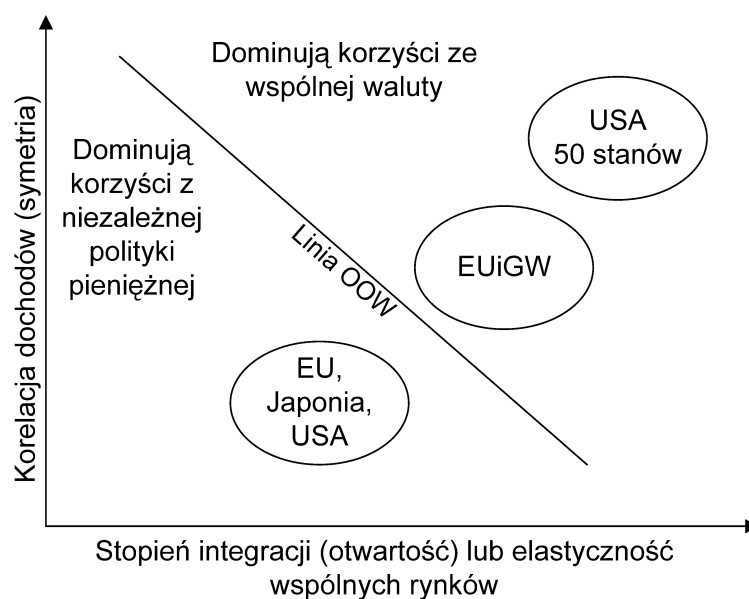 Dominują korzyści ze
wspólnej waluty
USA
50 stanów
Dominują
korzyści z
niezależnej
polityki
pieniężnej
EUiGW
Linia OOW
EU,
Japonia,
USA
Korelacja dochodów (symetria)
Stopień integracji (otwartość) lub elastyczność
wspólnych rynków